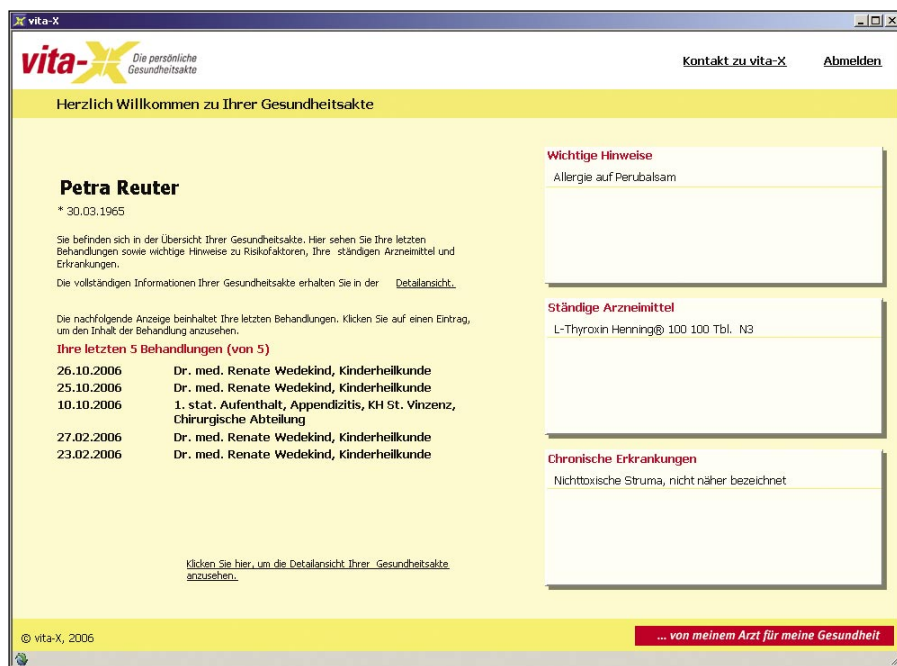 vita-X
vita-X
Die persönliche
Gesundheitsakte
Kontakt zu vita-X
Abmelden
Herzlich Willkommen zu Ihrer Gesundheitsakte
Petra Reuter
* 30.03.1965
Sie befinden sich in der Übersicht Ihrer Gesundheitsakte. Hier sehen Sie Ihre letzten
Behandlungen sowie wichtige Hinweise zu Risikofaktoren, Ihre ständigen Arzneimittel und
Erkrankungen.
Die vollständigen Informationen Ihrer Gesundheitsakte erhalten Sie in der Detailansicht.
Die nachfolgende Anzeige beinhaltet Ihre letzten Behandlungen. Klicken Sie auf einen Eintrag,
um den Inhalt der Behandlung anzusehen.
Ihre letzten 5 Behandlungen (von 5)
26.10.2006 Dr. med. Renate Wedekind, Kinderheilkunde
25.10.2006 Dr. med. Renate Wedekind, Kinderheilkunde
10.10.2006 1. stat. Aufenthalt, Appendizitis, KH St. Vinzenz,
Chirurgische Abteilung
27.02.2006 Dr. med. Renate Wedekind, Kinderheilkunde
23.02.2006 Dr. med. Renate Wedekind, Kinderheilkunde
Klicken Sie hier, um die Detailansicht Ihrer Gesundheitsakte
anzusehen.
Wichtige Hinweise
Allergie auf Perubalsam
Ständige Arzneimittel
L-Thyroxin Henning® 100 100 Tbl. N3
Chronische Erkrankungen
Nichttoxische Struma, nicht näher bezeichnet
© vita-X, 2006
... von meinem Arzt für meine Gesundheit